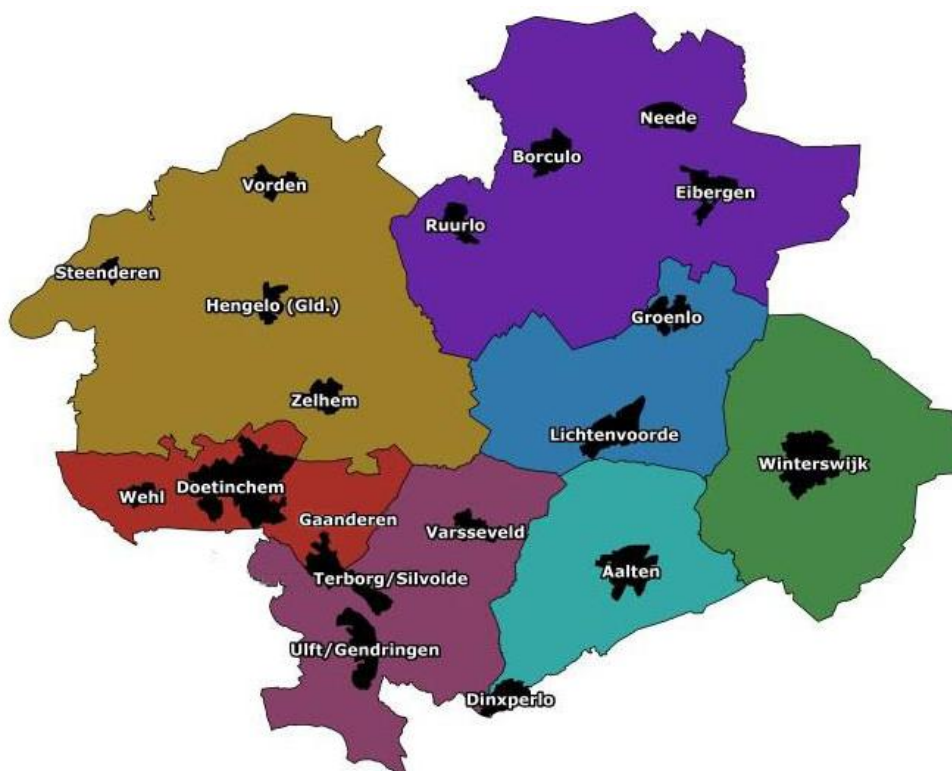 Neede
Borculo
Vorden
Eibergen
Ruurlo
Steenderen
Hengelo (Gld.)
Groenlo
Zelhem
Lichtenvoorde
Winterswijk
Doetinchem
Wehl
Gaanderen
Varsseveld
Aalten
Terborg/Silvolde
Ulft/Gendringen
Dinxperlo